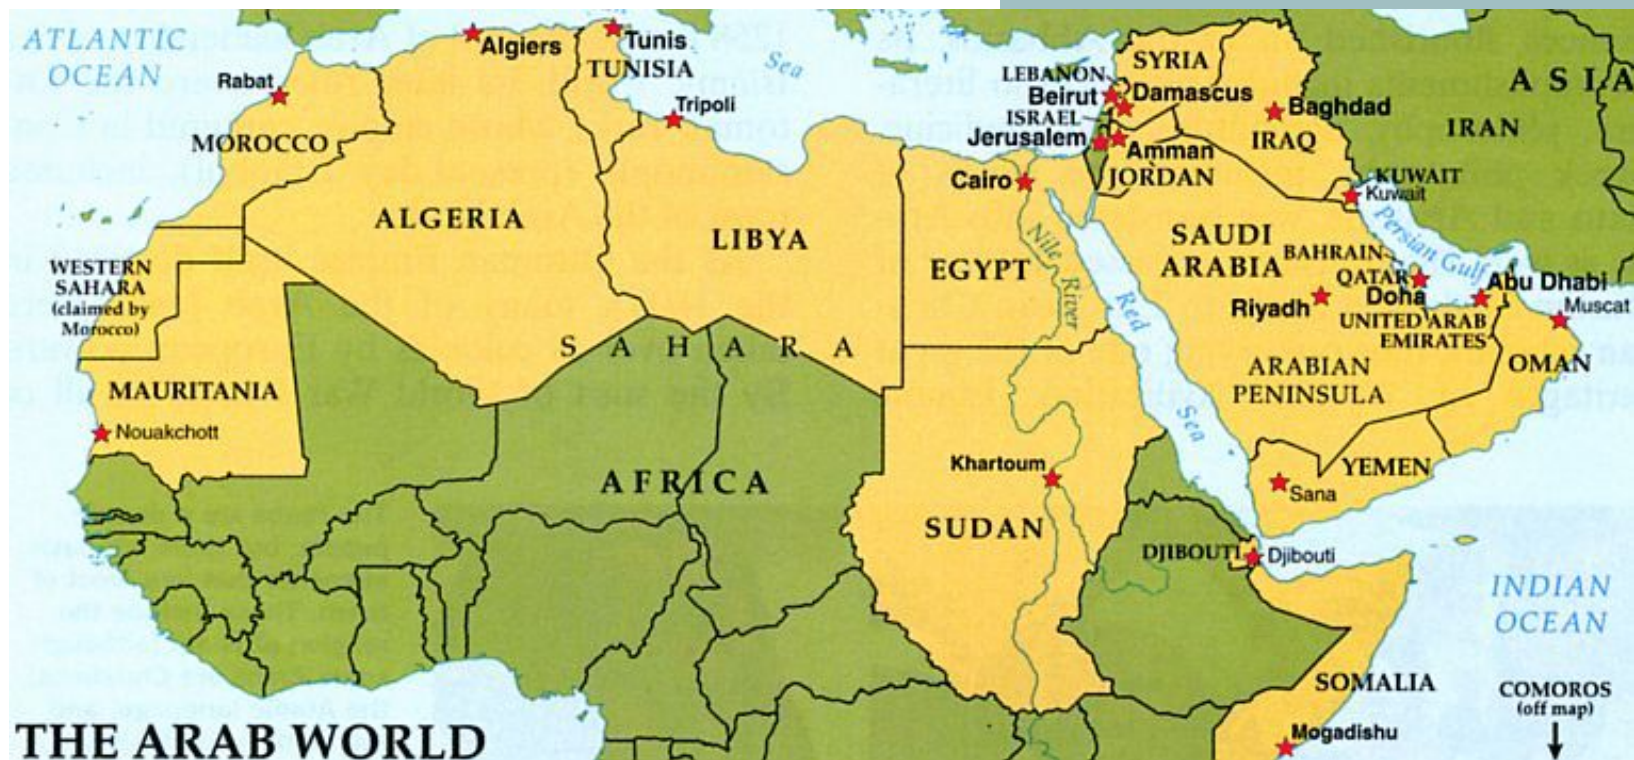 ATLANTIC
OCEAN
Algiers
Tunis
TUNISIA
Sea
Rabat
Tripoli
MOROCCO
ALGERIA
LIBYA
WESTERN
SAHARA
(claimed by
Morocco)
MAURITANIA
Nouakchott
S A H A R A
AFRICA
EGYPT
Cairo
Nile
River
Khartoum
SUDAN
LEBANON
Beirut
ISRAEL
Jerusalem
SYRIA
Damascus
Amman
JORDAN
Baghdad
IRAQ
ASIA
IRAN
KUWAIT
Kuwait
Persian Gulf
SAUDI
ARABIA
BAHRAIN
QATAR
Doha
Riyadh
Abu Dhabi
Muscat
UNITED ARAB
EMIRATES
OMAN
ARABIAN
PENINSULA
Red
Sea
YEMEN
Sana
DJIBOUTI
Djibouti
INDIAN
OCEAN
SOMALIA
Mogadishu
COMOROS
(off map)
THE ARAB WORLD